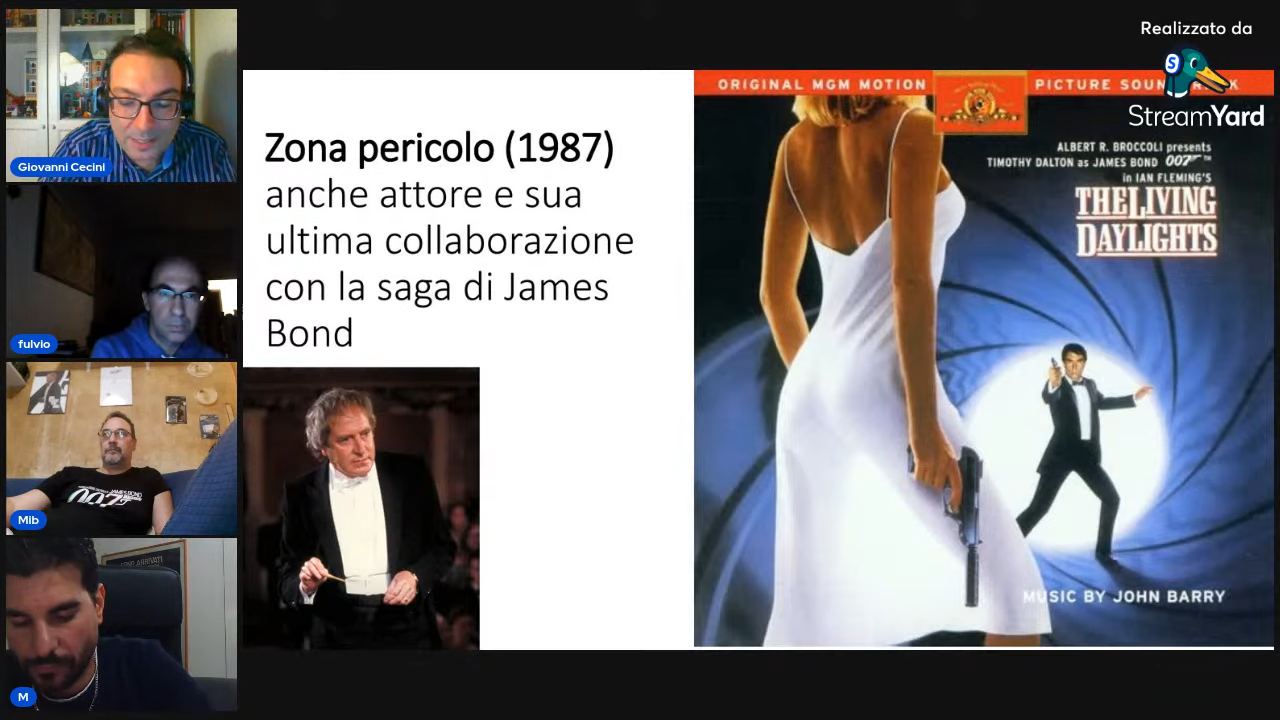 Realizzato da
StreamYard
Giovanni Cecini
fulvio
Mib
M
Zona pericolo (1987)
anche attore e sua
ultima collaborazione
con la saga di James
Bond
ORIGINAL MGM MOTION PICTURE
ALBERT R. BROCCOLI presents
TIMOTHY DALTON as JAMES BOND 007 TM
in IAN FLEMING'S
THE LIVING
DAYLIGHTS
MUSIC BY JOHN BARRY